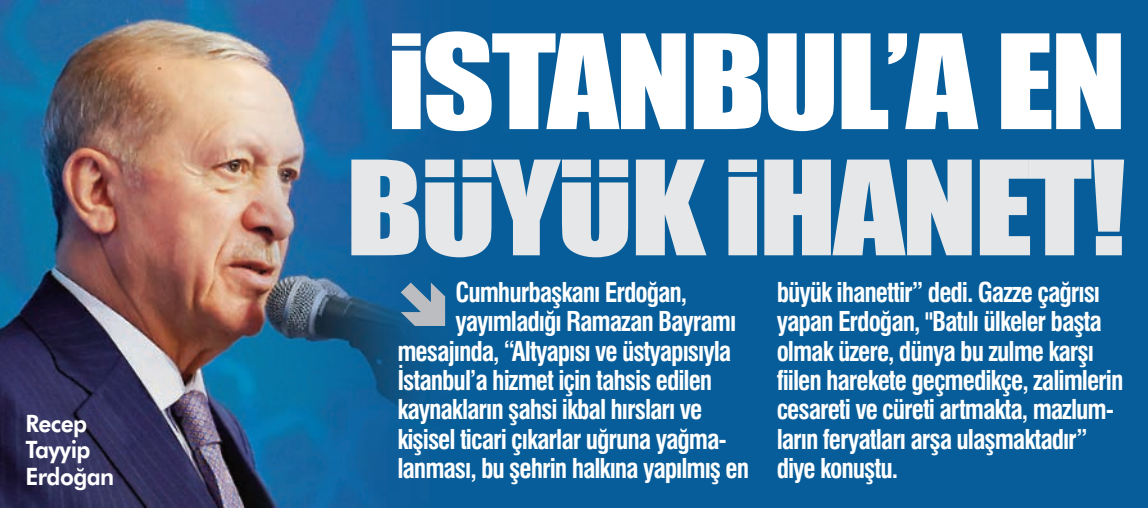 İSTANBUL’A EN
BÜYÜK İHANET!
Cumhurbaşkanı Erdoğan,
yayımladığı Ramazan Bayramı
mesajında, “Altyapısı ve üstyapısıyla
İstanbul’a hizmet için tahsis edilen
kaynakların şahsi ikbal hırsları ve
kişisel ticari çıkarlar uğruna yağma-
lanması, bu şehrin halkına yapılmış en
büyük ihanettir” dedi. Gazze çağrısı
yapan Erdoğan, "Batılı ülkeler başta
olmak üzere, dünya bu zulme karşı
fiilen harekete geçmedikçe, zalimlerin
cesareti ve cüreti artmakta, mazlum-
ların feryatları arşa ulaşmaktadır”
diye konuştu.
Recep
Tayyip
Erdoğan